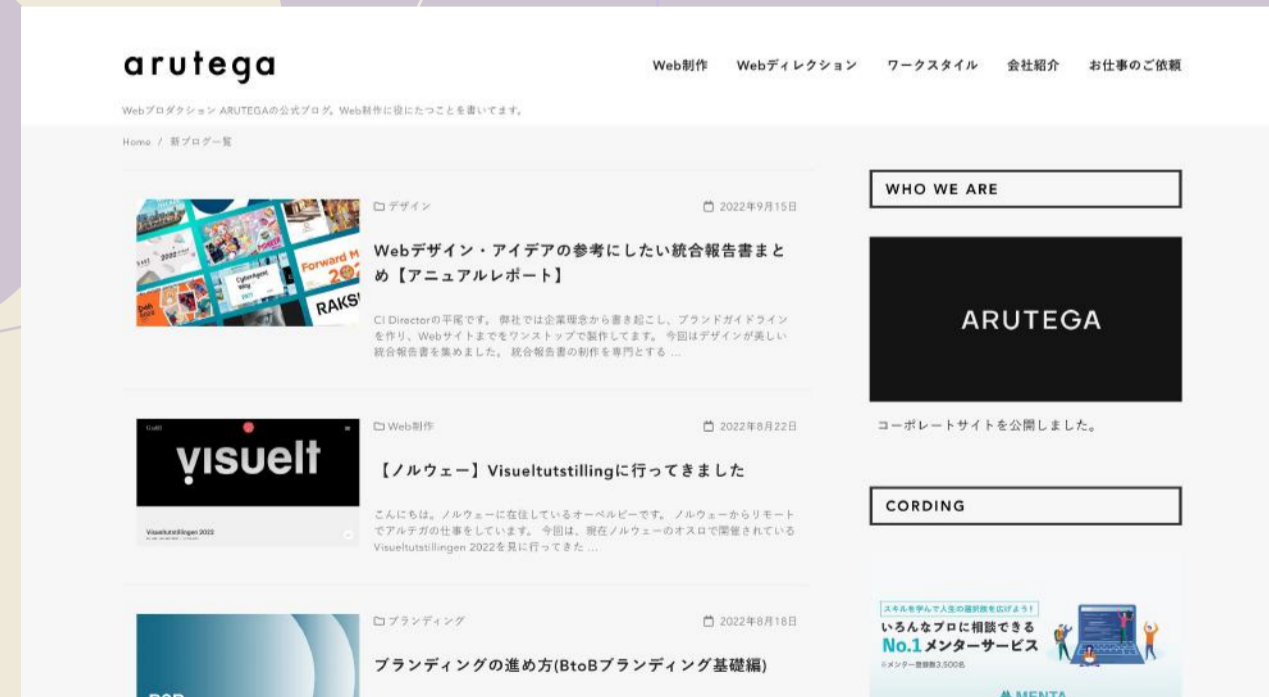 arutega
Web制作 Webディレクション ワークスタイル 会社紹介 お仕事のご依頼
Webプロダクション ARUTEGAの公式ブログ。Web制作に役にたつことを書いてます。
Home / 新ブログ一覧
デザイン 2022年9月15日
Webデザイン・アイデアの参考にしたい統合報告書まと
め【アニュアルレポート】
CI Directorの平尾です。 弊社では企業理念から書き起こし、ブランドガイドライン
を作り、Webサイトまでをワンストップで製作してます。 今回はデザインが美しい
統合報告書を集めました。 統合報告書の制作を専門とする ...
Forward M
CyberAgent
Way
RAKS
Web制作 2022年8月22日
【ノルウェー】Visueltutstillingに行ってきました
こんにちは。ノルウェーに在住しているオーベルビーです。 ノルウェーからリモート
でアルテガの仕事をしています。 今回は、現在ノルウェーのオスロで開催されている
Visueltutstillingen 2022を見に行ってきた ...
visuelt
Visueltutstillingen 2022
ブランディング 2022年8月18日
ブランディングの進め方(BtoBブランディング基礎編)
WHO WE ARE
ARUTEGA
コーポレートサイトを公開しました。
CORDING
スキルを学んで人生の選択肢を広げよう!
いろんなプロに相談できる
No.1メンターサービス
※メンター登録数3,500名
MENTA